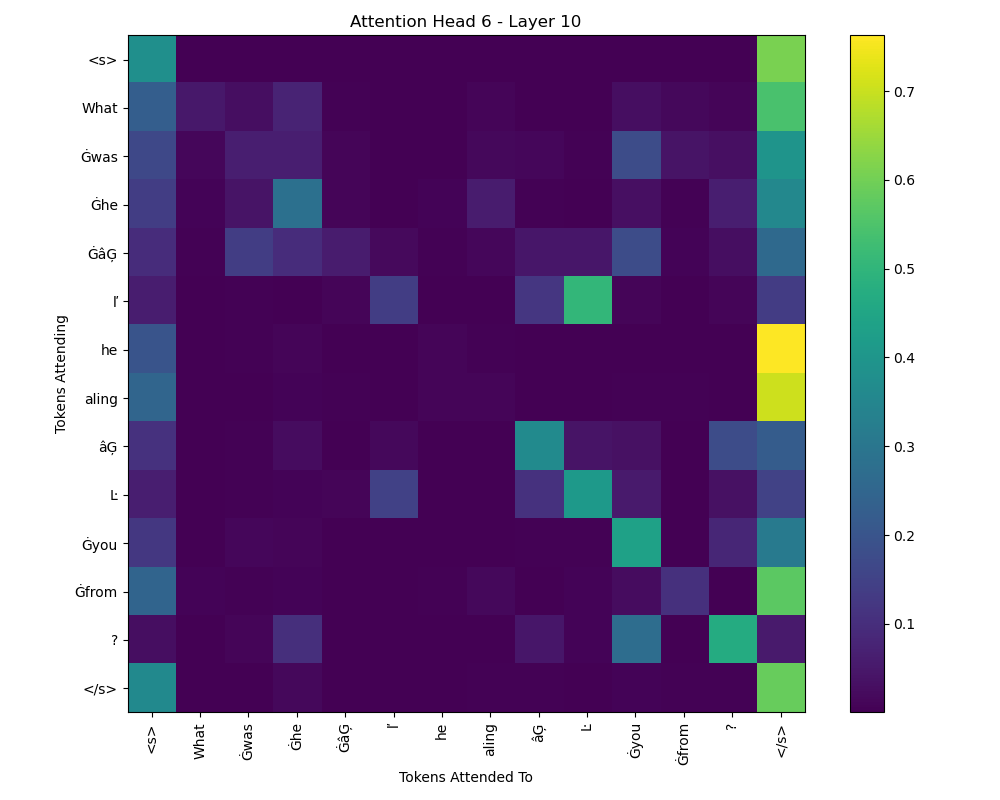 Attention Head 6 - Layer 10
<s>
What
Ġwas
Ġhe
ĠâĢ
ľ
he
aling
âĢ
Ŀ
Ġyou
Ġfrom
?
</s>
Tokens Attending
<s>
What
Ġwas
Ġhe
ĠâĢ
ľ
he
aling
âĢ
Ŀ
Ġyou
Ġfrom
?
</s>
Tokens Attended To
0.7
0.6
0.5
0.4
0.3
0.2
0.1